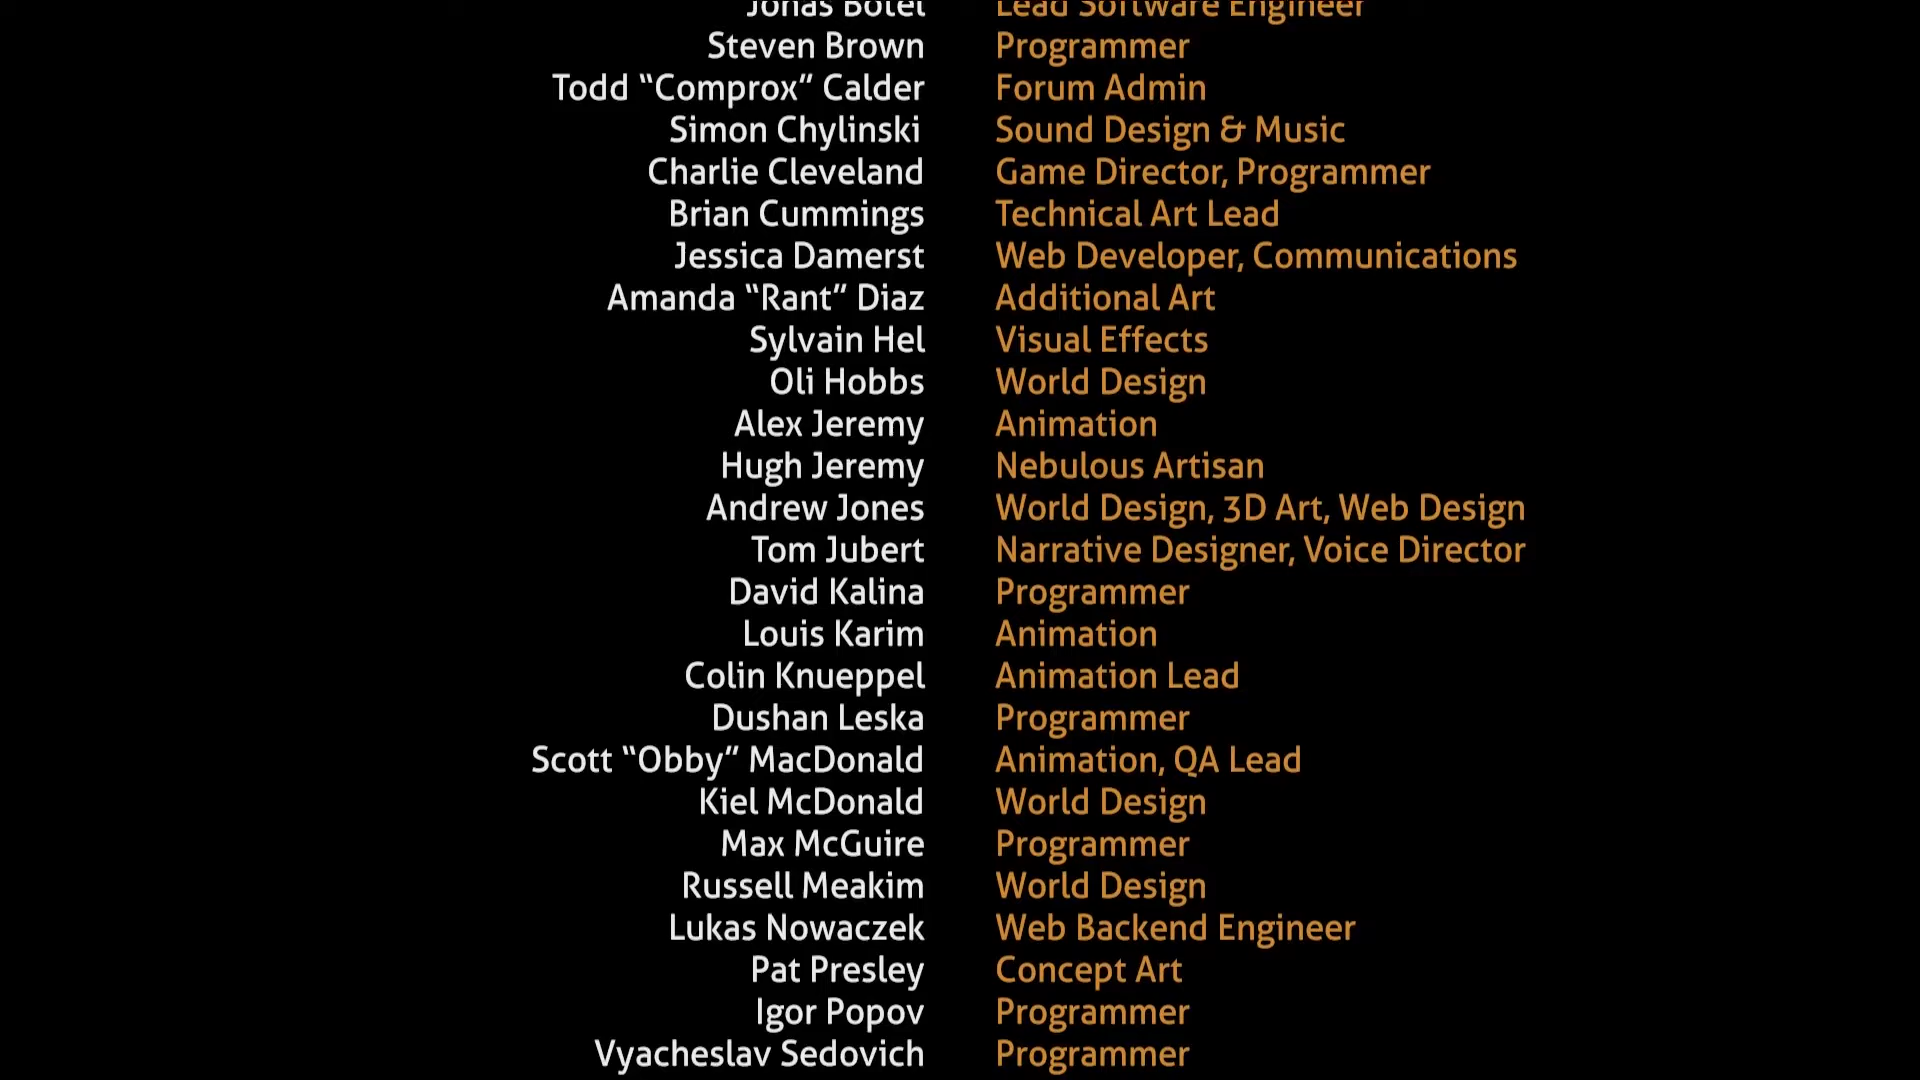 Jonas Bötel Lead Software Engineer
Steven Brown Programmer
Todd “Comprox” Calder Forum Admin
Simon Chylinski Sound Design & Music
Charlie Cleveland Game Director, Programmer
Brian Cummings Technical Art Lead
Jessica Damerst Web Developer, Communications
Amanda “Rant” Diaz Additional Art
Sylvain Hel Visual Effects
Oli Hobbs World Design
Alex Jeremy Animation
Hugh Jeremy Nebulous Artisan
Andrew Jones World Design, 3D Art, Web Design
Tom Jubert Narrative Designer, Voice Director
David Kalina Programmer
Louis Karim Animation
Colin Knueppel Animation Lead
Dushan Leska Programmer
Scott “Obby” MacDonald Animation, QA Lead
Kiel McDonald World Design
Max McGuire Programmer
Russell Meakim World Design
Lukas Nowaczek Web Backend Engineer
Pat Presley Concept Art
Igor Popov Programmer
Vyacheslav Sedovich Programmer